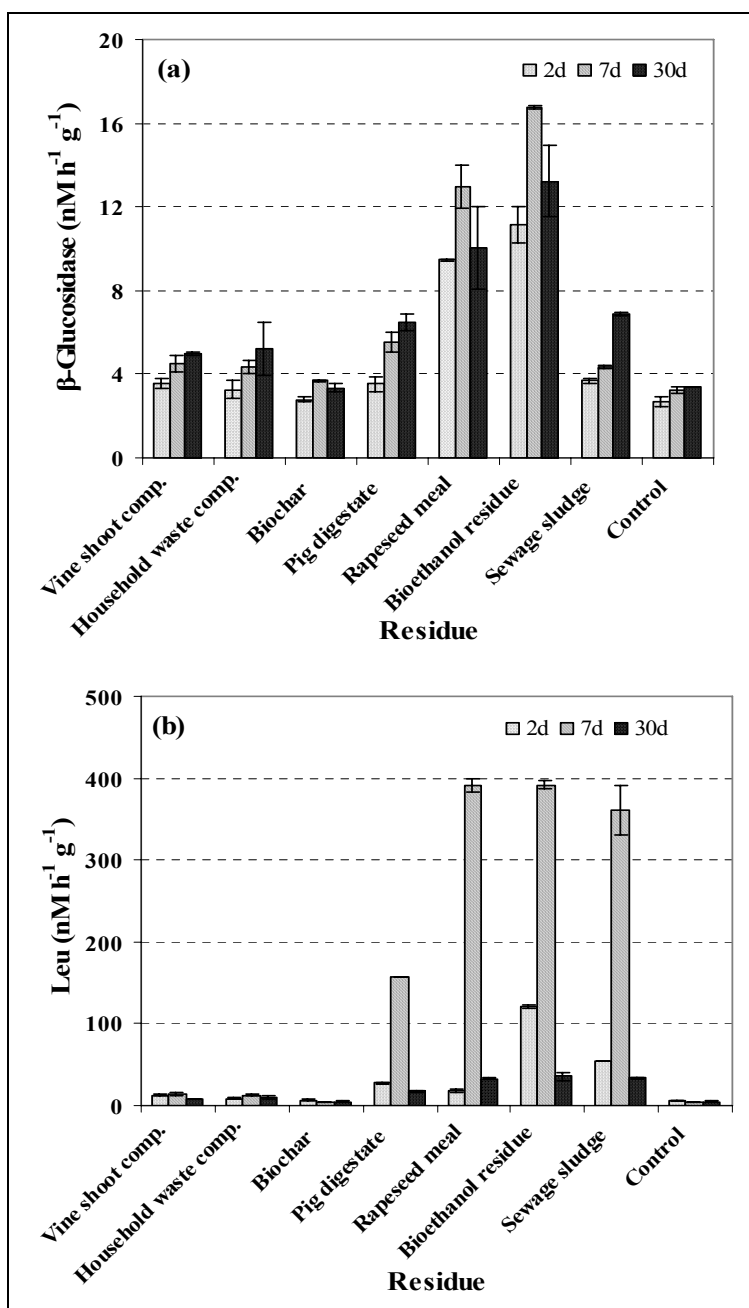 (a)
2d 7d 30d
β-Glucosidase (nM h⁻¹ g⁻¹)
20
16
12
8
4
0
Vine shoot comp.
Household waste comp.
Biochar
Pig digestate
Rapeseed meal
Bioethanol residue
Sewage sludge
Control
Residue
(b)
2d 7d 30d
Leu (nM h⁻¹ g⁻¹)
500
400
300
200
100
0
Vine shoot comp.
Household waste comp.
Biochar
Pig digestate
Rapeseed meal
Bioethanol residue
Sewage sludge
Control
Residue